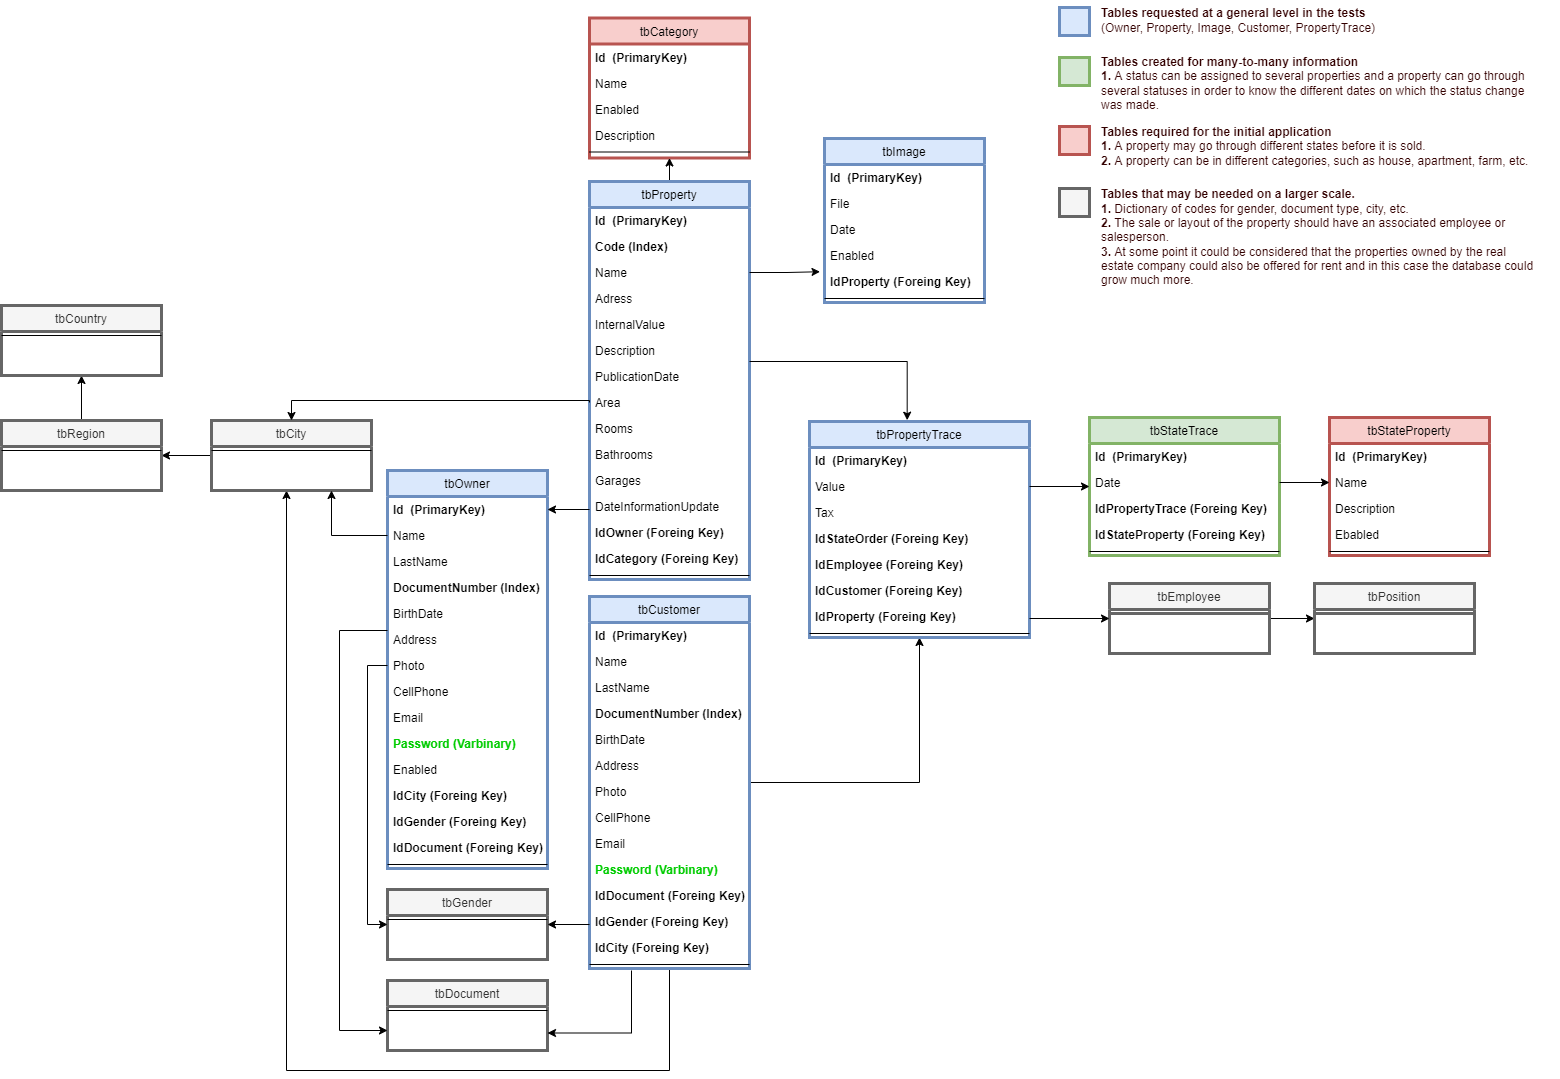 tbCategory
Id  (PrimaryKey)
Name
Enabled
Description
tbImage
Id  (PrimaryKey)
File
Date
Enabled
IdProperty (Foreing Key)
tbProperty
Id  (PrimaryKey)
Code (Index)
Name
Adress
InternalValue
Description
PublicationDate
Area
Rooms
Bathrooms
Garages
DateInformationUpdate
IdOwner (Foreing Key)
IdCategory (Foreing Key)
Tables requested at a general level in the tests
(Owner, Property, Image, Customer, PropertyTrace)
Tables created for many-to-many information
1. A status can be assigned to several properties and a property can go through
several statuses in order to know the different dates on which the status change
was made.
Tables required for the initial application
1. A property may go through different states before it is sold.
2. A property can be in different categories, such as house, apartment, farm, etc.
Tables that may be needed on a larger scale.
1. Dictionary of codes for gender, document type, city, etc.
2. The sale or layout of the property should have an associated employee or
salesperson.
3. At some point it could be considered that the properties owned by the real
estate company could also be offered for rent and in this case the database could
grow much more.
tbCountry
tbRegion
tbCity
tbOwner
Id  (PrimaryKey)
Name
LastName
DocumentNumber (Index)
BirthDate
Address
Photo
CellPhone
Email
Password (Varbinary)
Enabled
IdCity (Foreing Key)
IdGender (Foreing Key)
IdDocument (Foreing Key)
tbPropertyTrace
Id  (PrimaryKey)
Value
Tax
IdStateOrder (Foreing Key)
IdEmployee (Foreing Key)
IdCustomer (Foreing Key)
IdProperty (Foreing Key)
tbStateTrace
Id  (PrimaryKey)
Date
IdPropertyTrace (Foreing Key)
IdStateProperty (Foreing Key)
tbStateProperty
Id  (PrimaryKey)
Name
Description
Ebabled
tbEmployee
tbPosition
tbCustomer
Id  (PrimaryKey)
Name
LastName
DocumentNumber (Index)
BirthDate
Address
Photo
CellPhone
Email
Password (Varbinary)
IdDocument (Foreing Key)
IdGender (Foreing Key)
IdCity (Foreing Key)
tbGender
tbDocument